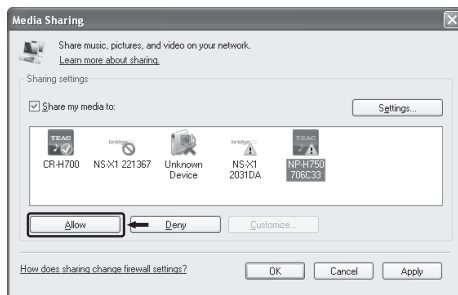 Media Sharing
Share music, pictures, and video on your network.
Learn more about sharing.
Sharing settings
Share my media to:
Settings...
TEAC
TEAC
CR-H700
NS-X1 221367
Unknown Device
NS-X1 2031DA
NP-H750 706C33
Allow
Deny
Customize...
How does sharing change firewall settings?
OK
Cancel
Apply